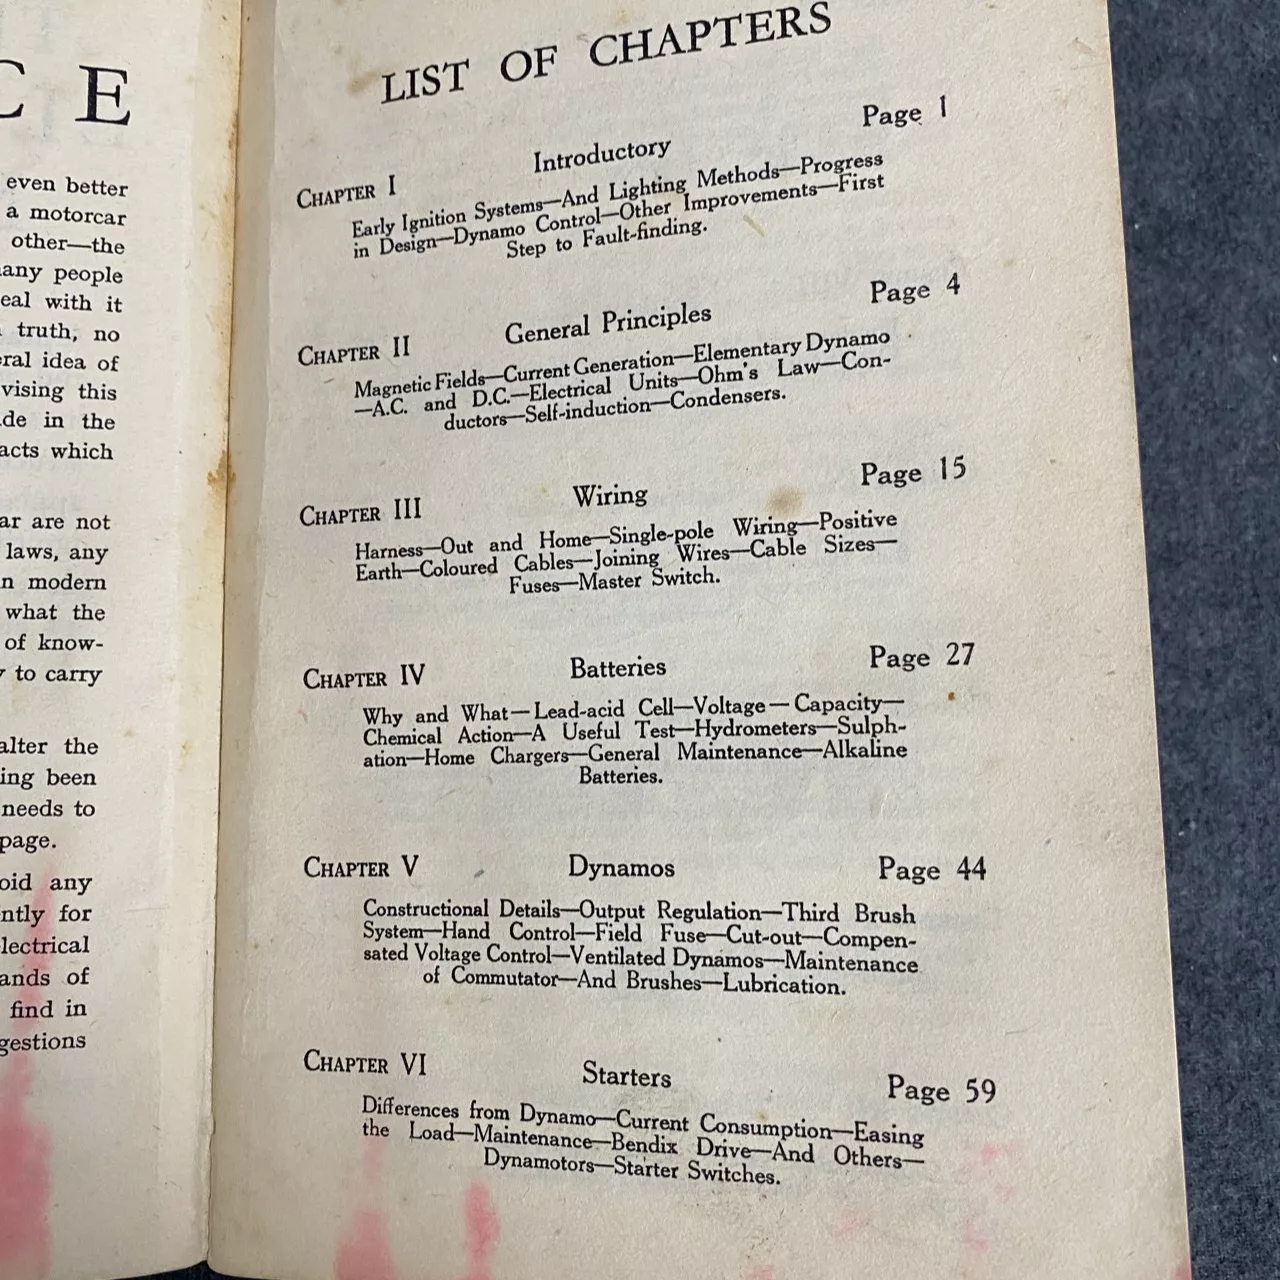 C E
even better
a motorcar
other—the
any people
eal with it
truth, no
ral idea of
vising this
de in the
acts which
ar are not
laws, any
n modern
what the
of know-
to carry
alter the
ing been
needs to
page.
oid any
ntly for
lectrical
ands of
find in
gestions
LIST OF CHAPTERS
Page 1
CHAPTER I Introductory
Early Ignition Systems—And Lighting Methods—Progress
in Design—Dynamo Control—Other Improvements—First
Step to Fault-finding.
CHAPTER II General Principles Page 4
Magnetic Fields—Current Generation—Elementary Dynamo
—A.C. and D.C.—Electrical Units—Ohm's Law—Con-
ductors—Self-induction—Condensers.
CHAPTER III Wiring Page 15
Harness—Out and Home—Single-pole Wiring—Positive
Earth—Coloured Cables—Joining Wires—Cable Sizes—
Fuses—Master Switch.
CHAPTER IV Batteries Page 27
Why and What—Lead-acid Cell—Voltage—Capacity—
Chemical Action—A Useful Test—Hydrometers—Sulph-
ation—Home Chargers—General Maintenance—Alkaline
Batteries.
CHAPTER V Dynamos Page 44
Constructional Details—Output Regulation—Third Brush
System—Hand Control—Field Fuse—Cut-out—Compen-
sated Voltage Control—Ventilated Dynamos—Maintenance
of Commutator—And Brushes—Lubrication.
CHAPTER VI Starters Page 59
Differences from Dynamo—Current Consumption—Easing
the Load—Maintenance—Bendix Drive—And Others—
Dynamotors—Starter Switches.